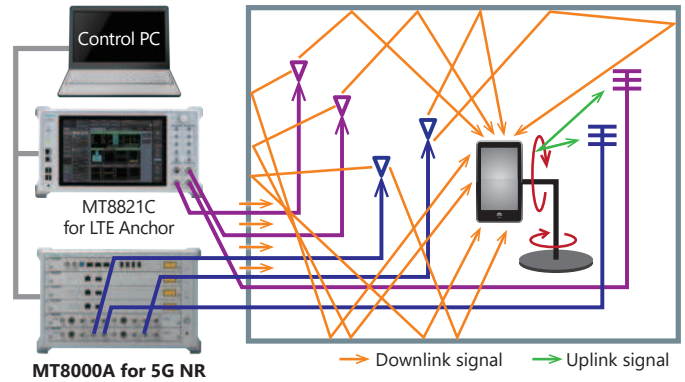 Control PC
MT8821C
for LTE Anchor
MT8000A for 5G NR
Downlink signal
Uplink signal